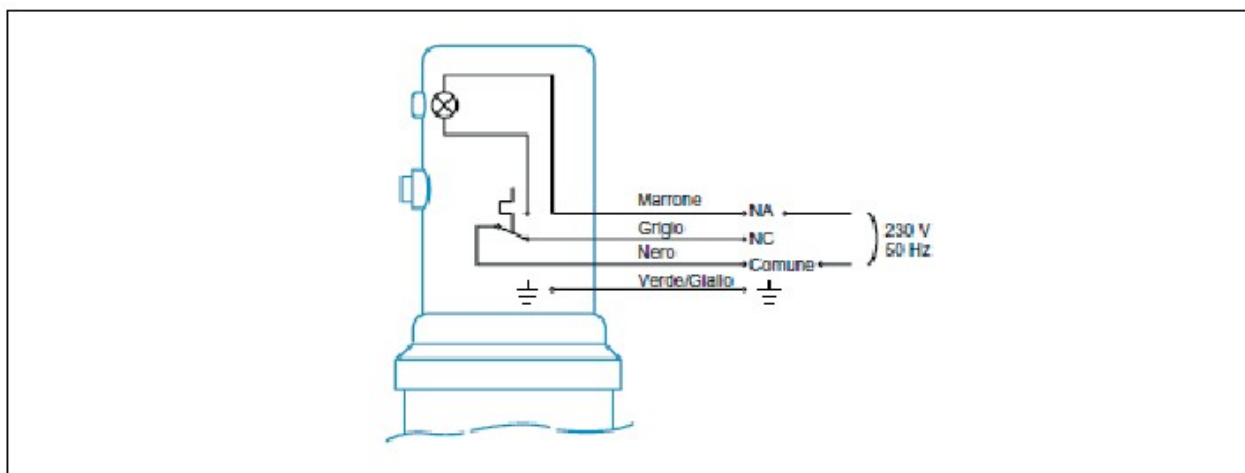 Marrone NA
Grigio NC
Nero Comune
Verde/Giallo
230 V
50 Hz